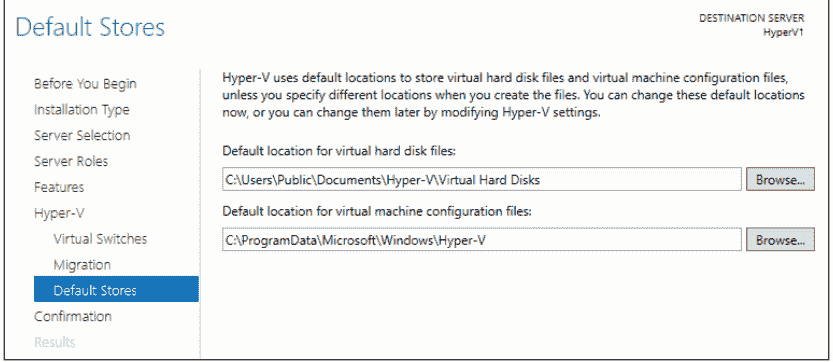 Default Stores
DESTINATION SERVER
HyperV1
Before You Begin
Installation Type
Server Selection
Server Roles
Features
Hyper-V
Virtual Switches
Migration
Default Stores
Confirmation
Results
Hyper-V uses default locations to store virtual hard disk files and virtual machine configuration files,
unless you specify different locations when you create the files. You can change these default locations
now, or you can change them later by modifying Hyper-V settings.
Default location for virtual hard disk files:
C:\Users\Public\Documents\Hyper-V\Virtual Hard Disks
Browse...
Default location for virtual machine configuration files:
C:\ProgramData\Microsoft\Windows\Hyper-V
Browse...